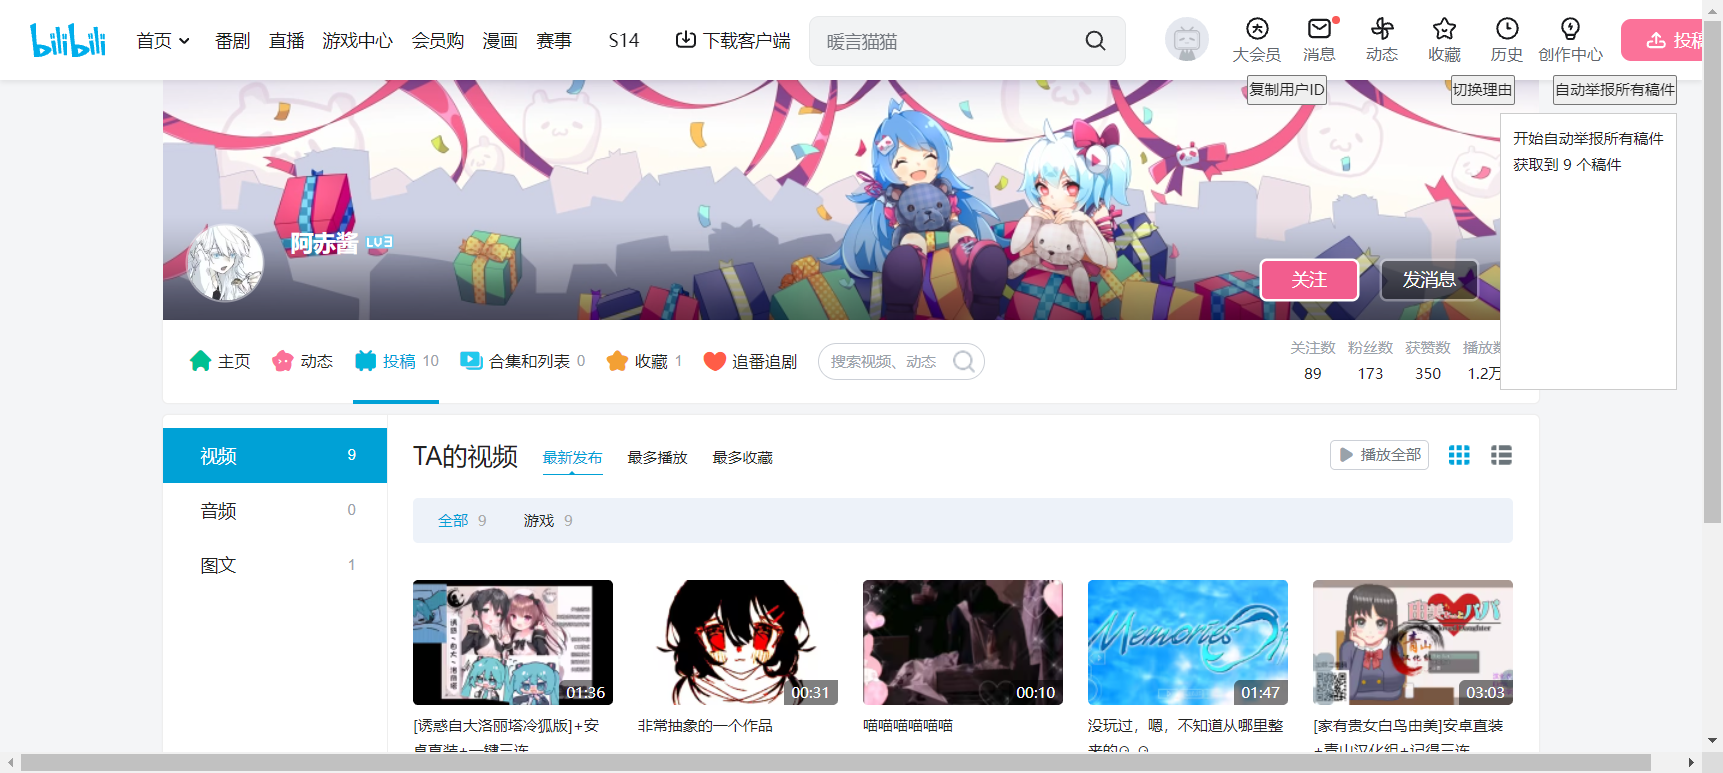 bilibili
首页
番剧
直播
游戏中心
会员购
漫画
赛事
S14
下载客户端
暖言猫猫
大会员
消息
动态
收藏
历史
创作中心
投稿
复制用户ID
切换理由
自动举报所有稿件
开始自动举报所有稿件
获取到 9 个稿件
阿赤酱 LV3
关注
发消息
主页
动态
投稿 10
合集和列表 0
收藏 1
追番追剧
搜索视频、动态
关注数 粉丝数 获赞数 播放数
89 173 350 1.2万
视频 9
音频 0
图文 1
TA的视频
最新发布
最多播放
最多收藏
播放全部
全部 9
游戏 9
01:36
00:31
00:10
Memories Off
01:47
03:03
[诱惑自大洛丽塔冷狐版]+安
卓直装+一键三连
非常抽象的一个作品
喵喵喵喵喵喵
没玩过，嗯，不知道从哪里整
来的
[家有贵女白鸟由美]安卓直装
+青山汉化组+记得三连